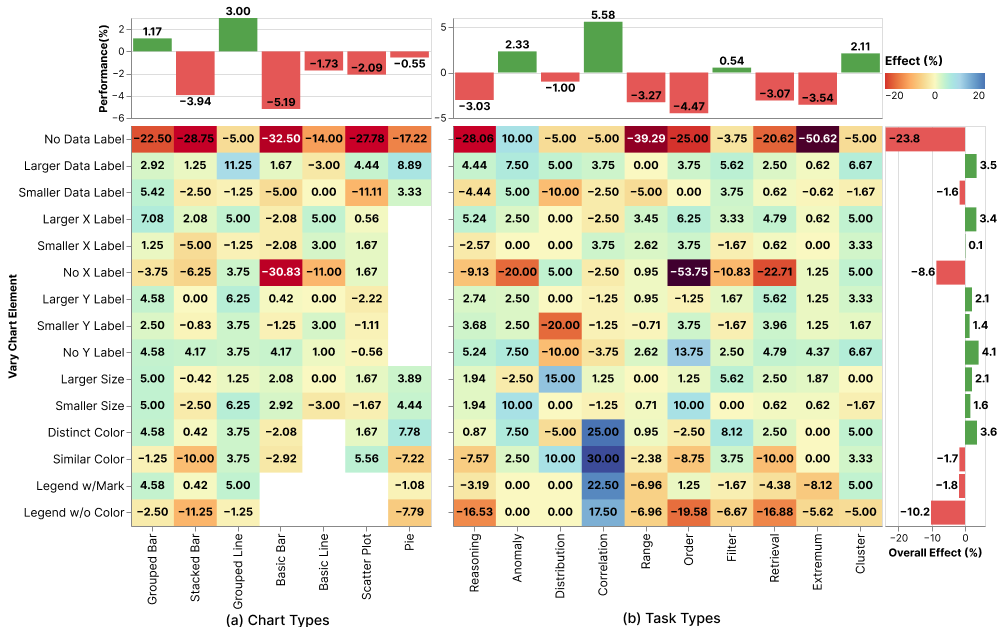 Performance(%)
2
0
−2
−4
−6
1.17
−3.94
3.00
−5.19
−1.73
−2.09
−0.55
5
0
−5
−3.03
2.33
−1.00
5.58
−3.27
−4.47
0.54
−3.07
−3.54
2.11
Effect (%)
−20 0 20
Vary Chart Element
No Data Label −22.50 −28.75 −5.00 −32.50 −14.00 −27.78 −17.22 −28.06 10.00 −5.00 −5.00 −39.29 −25.00 −3.75 −20.62 −50.62 −5.00 −23.8
Larger Data Label 2.92 1.25 11.25 1.67 −3.00 4.44 8.89 4.44 7.50 5.00 3.75 0.00 3.75 5.62 2.50 0.62 6.67 3.5
Smaller Data Label 5.42 −2.50 −1.25 −5.00 0.00 −11.11 3.33 −4.44 5.00 −10.00 −2.50 −5.00 0.00 3.75 0.62 −0.62 −1.67 −1.6
Larger X Label 7.08 2.08 5.00 −2.08 5.00 0.56 5.24 2.50 0.00 −2.50 3.45 6.25 3.33 4.79 0.62 5.00 3.4
Smaller X Label 1.25 −5.00 −1.25 −2.08 3.00 1.67 −2.57 0.00 0.00 3.75 2.62 3.75 −1.67 0.62 0.00 3.33 0.1
No X Label −3.75 −6.25 3.75 −30.83 −11.00 1.67 −9.13 −20.00 5.00 −2.50 0.95 −53.75 −10.83 −22.71 1.25 5.00 −8.6
Larger Y Label 4.58 0.00 6.25 0.42 0.00 −2.22 2.74 2.50 0.00 −1.25 0.95 −1.25 1.67 5.62 1.25 3.33 2.1
Smaller Y Label 2.50 −0.83 3.75 −1.25 3.00 −1.11 3.68 2.50 −20.00 −1.25 −0.71 3.75 −1.67 3.96 1.25 1.67 1.4
No Y Label 4.58 4.17 3.75 4.17 1.00 −0.56 5.24 7.50 −10.00 −3.75 2.62 13.75 2.50 4.79 4.37 6.67 4.1
Larger Size 5.00 −0.42 1.25 2.08 0.00 1.67 3.89 1.94 −2.50 15.00 1.25 0.00 1.25 5.62 2.50 1.87 0.00 2.1
Smaller Size 5.00 −2.50 6.25 2.92 −3.00 −1.67 4.44 1.94 10.00 0.00 −1.25 0.71 10.00 0.00 0.62 0.62 −1.67 1.6
Distinct Color 4.58 0.42 3.75 −2.08 1.67 7.78 0.87 7.50 −5.00 25.00 0.95 −2.50 8.12 2.50 0.00 5.00 3.6
Similar Color −1.25 −10.00 3.75 −2.92 5.56 −7.22 −7.57 2.50 10.00 30.00 −2.38 −8.75 3.75 −10.00 0.00 3.33 −1.7
Legend w/Mark 4.58 0.42 5.00 −1.08 −3.19 0.00 0.00 22.50 −6.96 1.25 −1.67 −4.38 −8.12 5.00 −1.8
Legend w/o Color −2.50 −11.25 −1.25 −7.79 −16.53 0.00 0.00 17.50 −6.96 −19.58 −6.67 −16.88 −5.62 −5.00 −10.2
Grouped Bar
Stacked Bar
Grouped Line
Basic Bar
Basic Line
Scatter Plot
Pie
Reasoning
Anomaly
Distribution
Correlation
Range
Order
Filter
Retrieval
Extremum
Cluster
−20 −10 0
Overall Effect (%)
(a) Chart Types
(b) Task Types